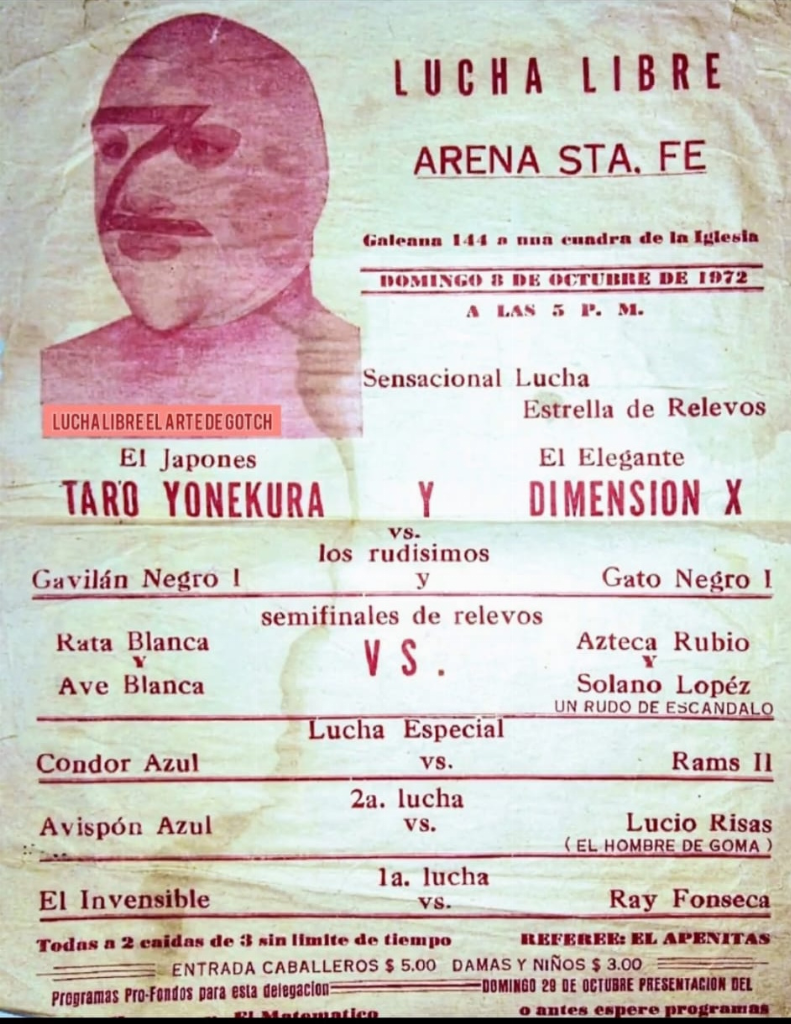 LUCHA LIBRE
ARENA STA. FE
Galeana 144 a una cuadra de la Iglesia
DOMINGO 8 DE OCTUBRE DE 1972
A LAS 5 P. M.
Sensacional Lucha
Estrella de Relevos
LUCHA LIBRE EL ARTE DE GOTCH
El Japones El Elegante
TARO YONEKURA Y DIMENSION X
vs.
los rudisimos
Gavilán Negro I y Gato Negro I
semifinales de relevos
Rata Blanca VS. Azteca Rubio
Y Y
Ave Blanca Solano Lopéz
UN RUDO DE ESCANDALO
Lucha Especial
Condor Azul vs. Rams II
2a. lucha
Avispón Azul vs. Lucio Risas
( EL HOMBRE DE GOMA )
1a. lucha
El Invensible vs. Ray Fonseca
Todas a 2 caidas de 3 sin limite de tiempo REFEREE: EL APENITAS
ENTRADA CABALLEROS $ 5.00 DAMAS Y NIÑOS $ 3.00
Programas Pro-Fondos para esta delegacion DOMINGO 29 DE OCTUBRE PRESENTACION DEL
El Matematico o antes espere programas